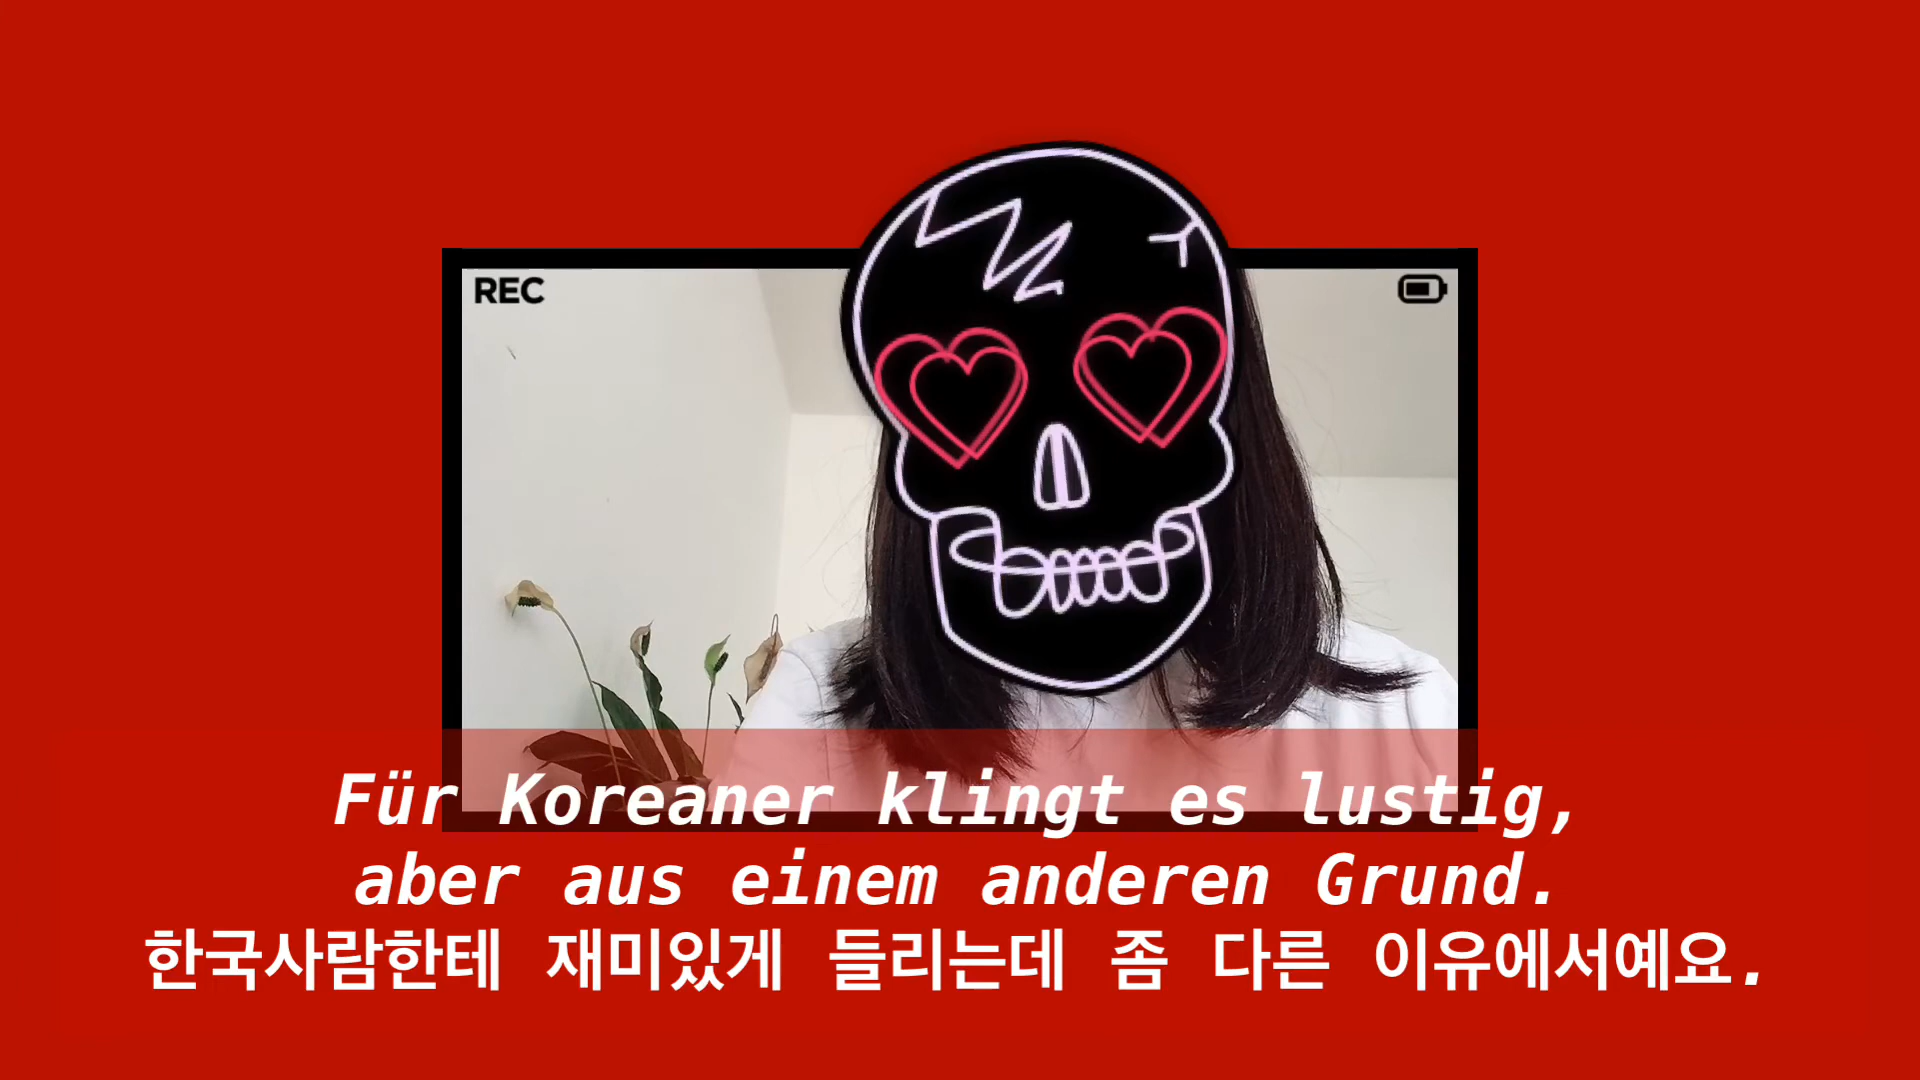 REC
Für Koreaner klingt es lustig,
aber aus einem anderen Grund.
한국사람한테 재미있게 들리는데 좀 다른 이유에서예요.